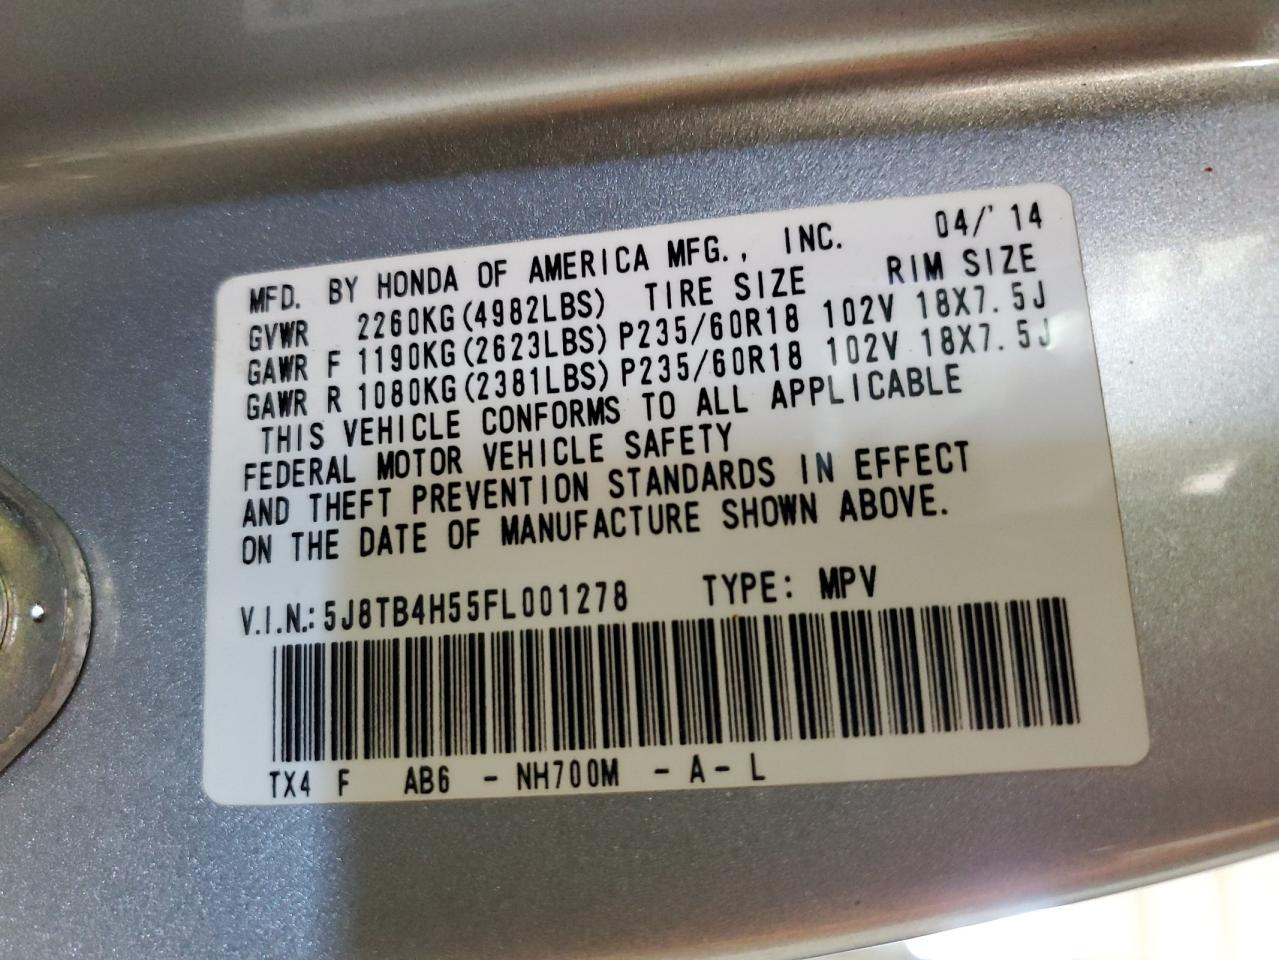 MFD. BY HONDA OF AMERICA MFG., INC. 04/'14
GVWR 2260KG(4982LBS) TIRE SIZE RIM SIZE
GAWR F 1190KG(2623LBS) P235/60R18 102V 18X7.5J
GAWR R 1080KG(2381LBS) P235/60R18 102V 18X7.5J
THIS VEHICLE CONFORMS TO ALL APPLICABLE
FEDERAL MOTOR VEHICLE SAFETY
AND THEFT PREVENTION STANDARDS IN EFFECT
ON THE DATE OF MANUFACTURE SHOWN ABOVE.
V.I.N.: 5J8TB4H55FL001278 TYPE: MPV
TX4 F AB6 - NH700M - A - L